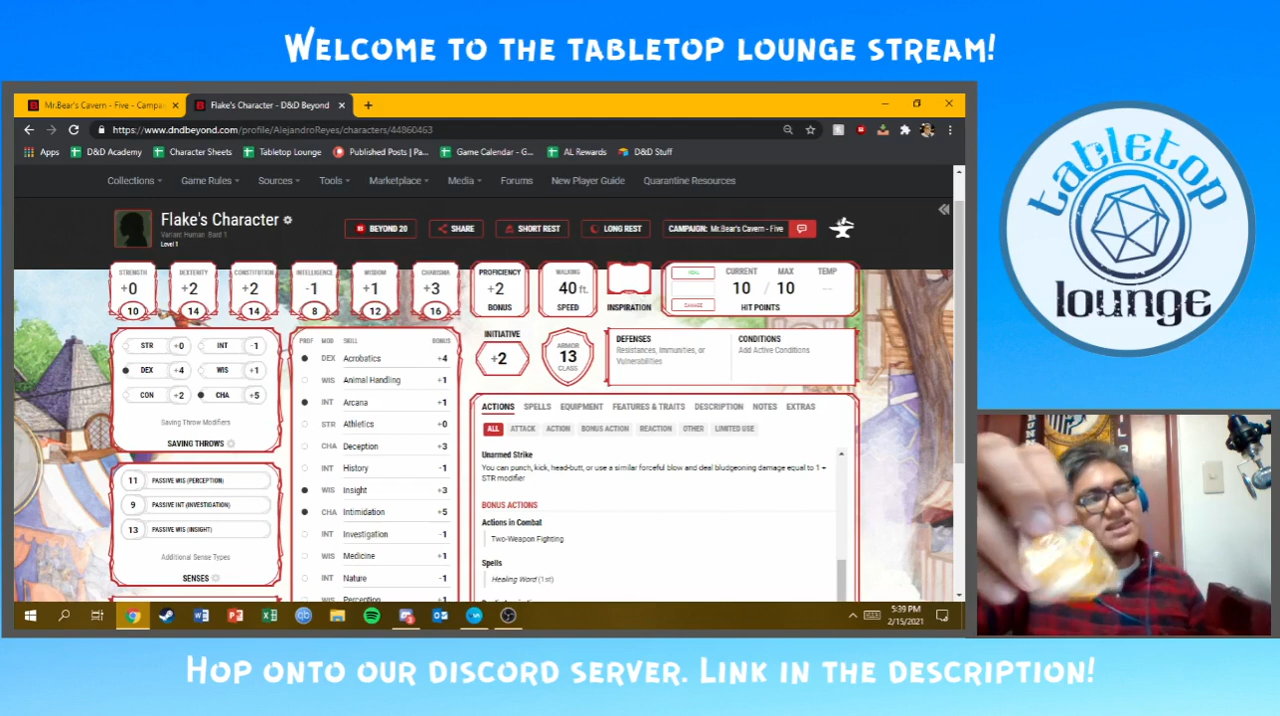 WELCOME TO THE TABLETOP LOUNGE STREAM!
Mr.Bear's Cavern - Five - Campa
Flake's Character - D&D Beyond
https://www.dndbeyond.com/profile/AlejandroReyes/characters/44860463
Apps D&D Academy Character Sheets Tabletop Lounge Published Posts | Pa... Game Calendar - G... AL Rewards D&D Stuff
Collections Game Rules Sources Tools Marketplace Media Forums New Player Guide Quarantine Resources
Flake's Character
Variant Human Bard 1
Level 1
BEYOND 20 SHARE SHORT REST LONG REST CAMPAIGN: Mr.Bear's Cavern - Five
STRENGTH DEXTERITY CONSTITUTION INTELLIGENCE WISDOM CHARISMA
+0 +2 +2 -1 +1 +3
10 14 14 8 12 16
PROFICIENCY
+2
BONUS
WALKING
40 ft.
SPEED
INSPIRATION
HEAL
DAMAGE
CURRENT MAX TEMP
10 / 10 --
HIT POINTS
STR +0 INT -1
DEX +4 WIS +1
CON +2 CHA +5
Saving Throw Modifiers
SAVING THROWS
11 PASSIVE WIS (PERCEPTION)
9 PASSIVE INT (INVESTIGATION)
13 PASSIVE WIS (INSIGHT)
Additional Sense Types
SENSES
PROF MOD SKILL BONUS
DEX Acrobatics +4
WIS Animal Handling +1
INT Arcana +1
STR Athletics +0
CHA Deception +3
INT History -1
WIS Insight +3
CHA Intimidation +5
INT Investigation -1
WIS Medicine +1
INT Nature -1
WIS Perception +1
INITIATIVE
+2
ARMOR
13
CLASS
DEFENSES
Resistances, Immunities, or
Vulnerabilities
CONDITIONS
Add Active Conditions
ACTIONS SPELLS EQUIPMENT FEATURES & TRAITS DESCRIPTION NOTES EXTRAS
ALL ATTACK ACTION BONUS ACTION REACTION OTHER LIMITED USE
Unarmed Strike
You can punch, kick, head-butt, or use a similar forceful blow and deal bludgeoning damage equal to 1 +
STR modifier
BONUS ACTIONS
Actions in Combat
Two-Weapon Fighting
Spells
Healing Word (1st)
5:39 PM
2/15/2021
tabletop
lounge
HOP ONTO OUR DISCORD SERVER. LINK IN THE DESCRIPTION!